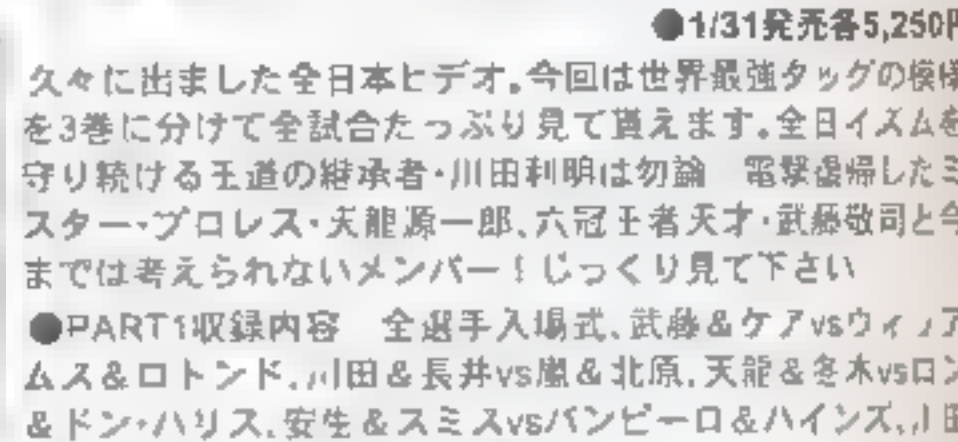 ●1/31発売各5,250円
久々に出ました全日本ビデオ。今回は世界最強タッグの模様
を3巻に分けて全試合たっぷり見て貰えます。全日イズムを
守り続ける王道の継承者・川田利明は勿論　電撃復帰したミ
スター・プロレス・天龍源一郎、六冠王者天才・武藤敬司と今
までは考えられないメンバー！じっくり見て下さい
●PART1収録内容　全選手入場式、武藤&ケアvsウィリア
ムス&ロトンド、川田&長井vs嵐&北原、天龍&冬木vsロン
&ドン・ハリス、安生&スミスvsバンピーロ&ハインズ、川田